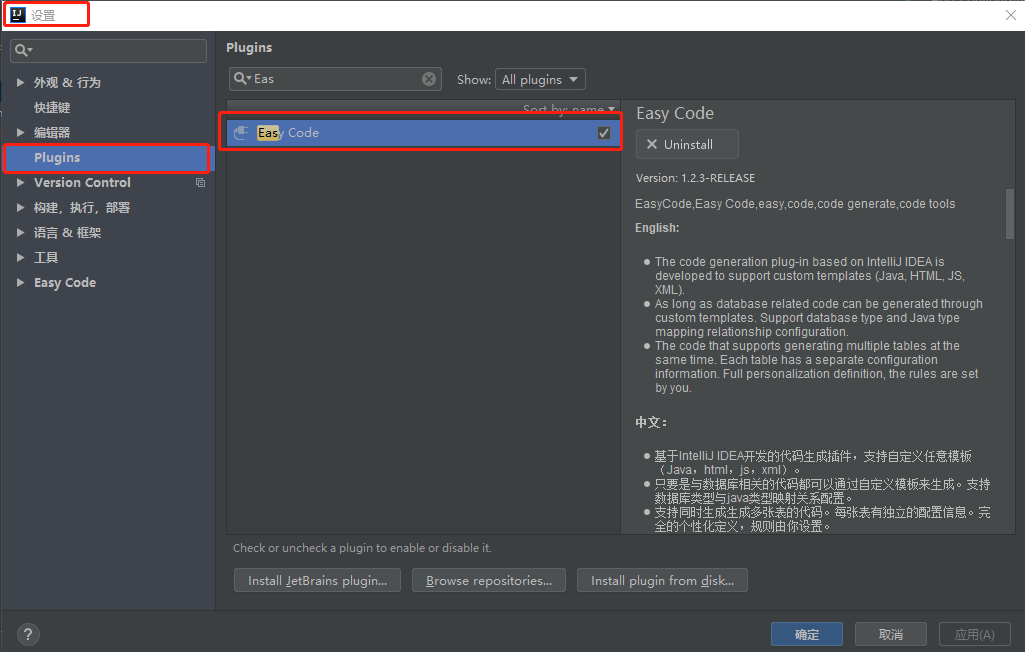 设置
外观 & 行为
快捷键
编辑器
Plugins
Version Control
构建，执行，部署
语言 & 框架
工具
Easy Code
Plugins
Eas
Show: All plugins
Sort by: name
Easy Code
Easy Code
Uninstall
Version: 1.2.3-RELEASE
EasyCode,Easy Code,easy,code,code generate,code tools
English:
The code generation plug-in based on IntelliJ IDEA is
developed to support custom templates (Java, HTML, JS,
XML).
As long as database related code can be generated through
custom templates. Support database type and Java type
mapping relationship configuration.
The code that supports generating multiple tables at the
same time. Each table has a separate configuration
information. Full personalization definition, the rules are set
by you.
中文：
基于IntelliJ IDEA开发的代码生成插件，支持自定义任意模板
（Java，html，js，xml）。
只要是与数据库相关的代码都可以通过自定义模板来生成。支持
数据库类型与java类型映射关系配置。
支持同时生成生成多张表的代码。每张表有独立的配置信息。完
全的个性化定义，规则由你设置。
Check or uncheck a plugin to enable or disable it.
Install JetBrains plugin...
Browse repositories...
Install plugin from disk...
?
确定
取消
应用(A)